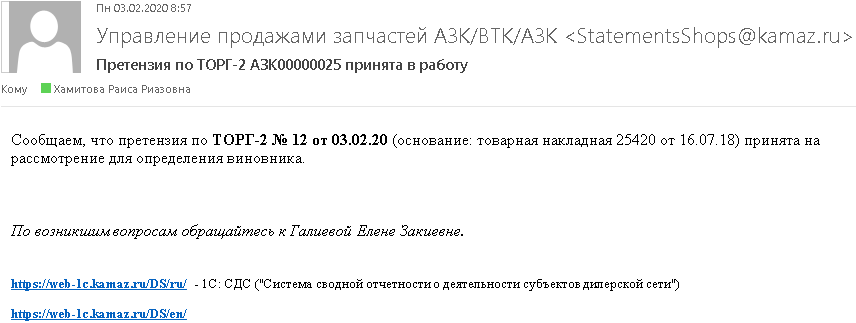 Пн 03.02.2020 8:57
Управление продажами запчастей АЗК/ВТК/АЗК <StatementsShops@kamaz.ru>
Претензия по ТОРГ-2 АЗК00000025 принята в работу
Кому Хамитова Раиса Риазовна
Сообщаем, что претензия по ТОРГ-2 № 12 от 03.02.20 (основание: товарная накладная 25420 от 16.07.18) принята на
рассмотрение для определения виновника.
По возникшим вопросам обращайтесь к Галиевой Елене Закиевне.
https://web-1c.kamaz.ru/DS/ru/ - 1С: СДС ("Система сводной отчетности о деятельности субъектов дилерской сети")
https://web-1c.kamaz.ru/DS/en/